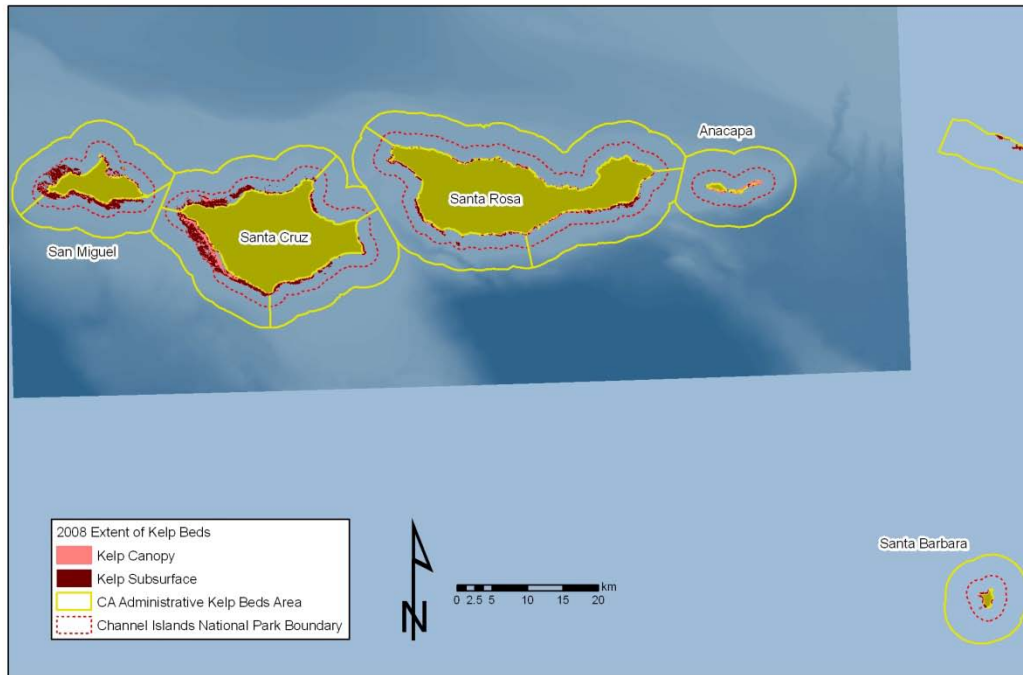 Anacapa
Santa Rosa
Santa Cruz
San Miguel
Santa Barbara
2008 Extent of Kelp Beds
Kelp Canopy
Kelp Subsurface
CA Administrative Kelp Beds Area
Channel Islands National Park Boundary
N
km
0 2.5 5 10 15 20